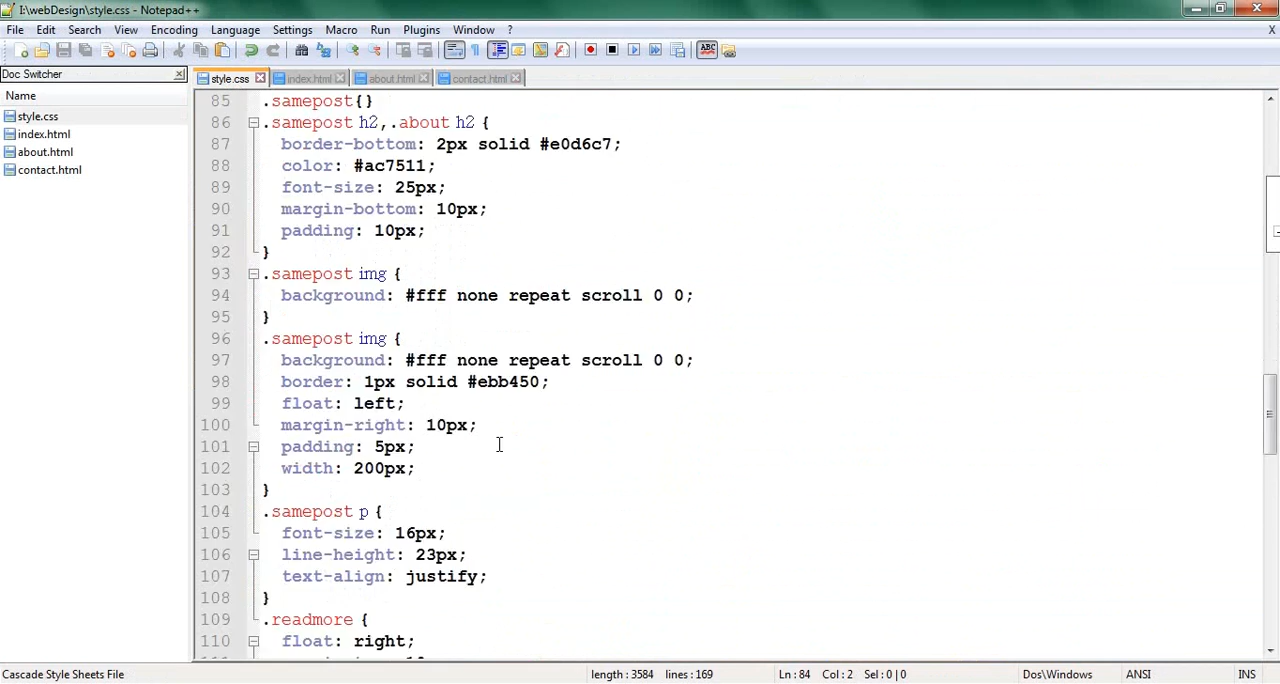 I:\webDesign\style.css - Notepad++
File Edit Search View Encoding Language Settings Macro Run Plugins Window ? X
Doc Switcher
style.css index.html about.html contact.html
Name
style.css
index.html
about.html
contact.html
85 .samepost{}
86 .samepost h2,.about h2 {
87 border-bottom: 2px solid #e0d6c7;
88 color: #ac7511;
89 font-size: 25px;
90 margin-bottom: 10px;
91 padding: 10px;
92 }
93 .samepost img {
94 background: #fff none repeat scroll 0 0;
95 }
96 .samepost img {
97 background: #fff none repeat scroll 0 0;
98 border: 1px solid #ebb450;
99 float: left;
100 margin-right: 10px;
101 padding: 5px;
102 width: 200px;
103 }
104 .samepost p {
105 font-size: 16px;
106 line-height: 23px;
107 text-align: justify;
108 }
109 .readmore {
110 float: right;
Cascade Style Sheets File length : 3584 lines : 169 Ln : 84 Col : 2 Sel : 0 | 0 Dos\Windows ANSI INS